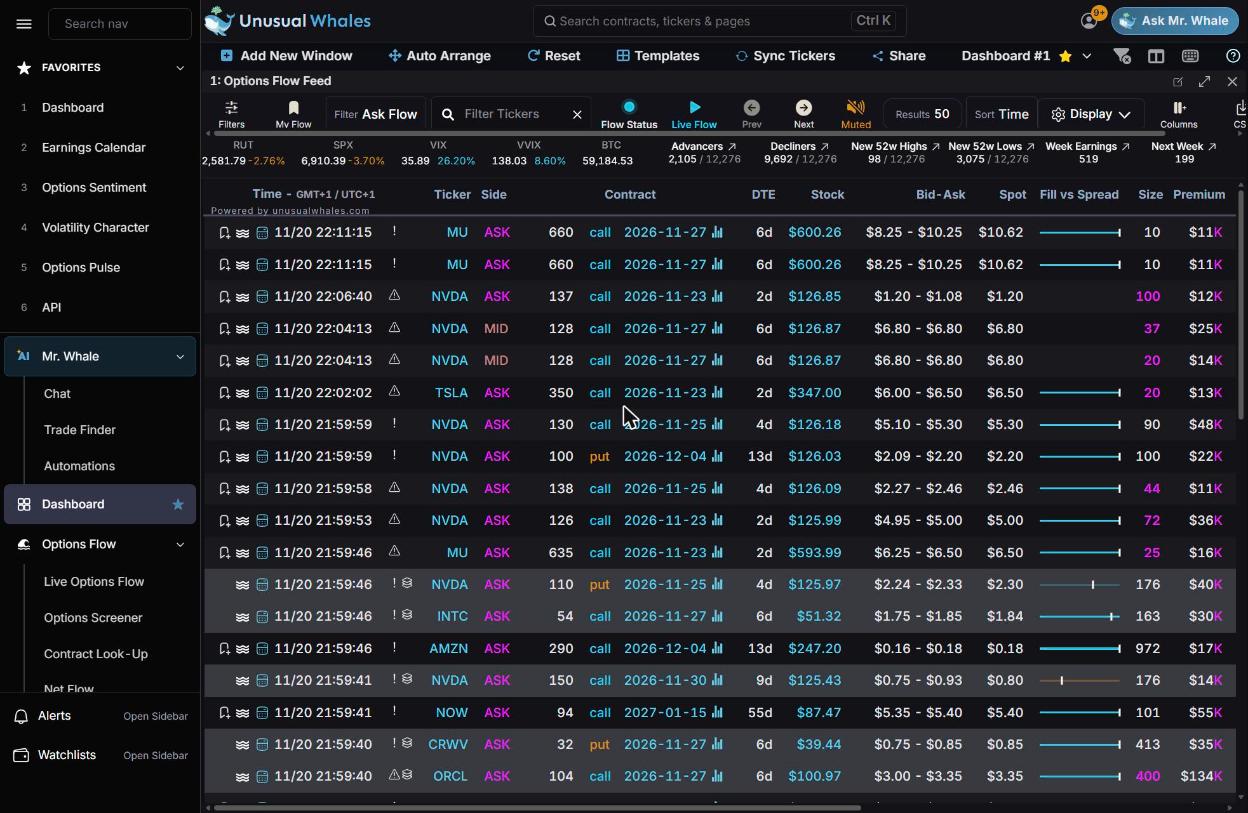 Search nav
Unusual Whales
Search contracts, tickers & pages
Ctrl K
9+
Ask Mr. Whale
FAVORITES
1 Dashboard
2 Earnings Calendar
3 Options Sentiment
4 Volatility Character
5 Options Pulse
6 API
AI Mr. Whale
Chat
Trade Finder
Automations
Dashboard
Options Flow
Live Options Flow
Options Screener
Contract Look-Up
Net Flow
Alerts Open Sidebar
Watchlists Open Sidebar
Add New Window Auto Arrange Reset Templates Sync Tickers Share Dashboard #1
1: Options Flow Feed
Filters My Flow Filter Ask Flow Filter Tickers Flow Status Live Flow Prev Next Muted Results 50 Sort Time Display Columns CS
RUT SPX VIX VVIX BTC Advancers ↗ Decliners ↗ New 52w Highs ↗ New 52w Lows ↗ Week Earnings ↗ Next Week ↗
2,581.79 -2.76% 6,910.39 -3.70% 35.89 26.20% 138.03 8.60% 59,184.53 2,105 / 12,276 9,692 / 12,276 98 / 12,276 3,075 / 12,276 519 199
Time - GMT+1 / UTC+1 Ticker Side Contract DTE Stock Bid-Ask Spot Fill vs Spread Size Premium
Powered by unusualwhales.com
11/20 22:11:15 ! MU ASK 660 call 2026-11-27 6d $600.26 $8.25 - $10.25 $10.62 10 $11K
11/20 22:11:15 ! MU ASK 660 call 2026-11-27 6d $600.26 $8.25 - $10.25 $10.62 10 $11K
11/20 22:06:40 NVDA ASK 137 call 2026-11-23 2d $126.85 $1.20 - $1.08 $1.20 100 $12K
11/20 22:04:13 NVDA MID 128 call 2026-11-27 6d $126.87 $6.80 - $6.80 $6.80 37 $25K
11/20 22:04:13 NVDA MID 128 call 2026-11-27 6d $126.87 $6.80 - $6.80 $6.80 20 $14K
11/20 22:02:02 TSLA ASK 350 call 2026-11-23 2d $347.00 $6.00 - $6.50 $6.50 20 $13K
11/20 21:59:59 ! NVDA ASK 130 call 2026-11-25 4d $126.18 $5.10 - $5.30 $5.30 90 $48K
11/20 21:59:59 ! NVDA ASK 100 put 2026-12-04 13d $126.03 $2.09 - $2.20 $2.20 100 $22K
11/20 21:59:58 NVDA ASK 138 call 2026-11-25 4d $126.09 $2.27 - $2.46 $2.46 44 $11K
11/20 21:59:53 NVDA ASK 126 call 2026-11-23 2d $125.99 $4.95 - $5.00 $5.00 72 $36K
11/20 21:59:46 MU ASK 635 call 2026-11-23 2d $593.99 $6.25 - $6.50 $6.50 25 $16K
11/20 21:59:46 ! NVDA ASK 110 put 2026-11-25 4d $125.97 $2.24 - $2.33 $2.30 176 $40K
11/20 21:59:46 ! INTC ASK 54 call 2026-11-27 6d $51.32 $1.75 - $1.85 $1.84 163 $30K
11/20 21:59:46 ! AMZN ASK 290 call 2026-12-04 13d $247.20 $0.16 - $0.18 $0.18 972 $17K
11/20 21:59:41 ! NVDA ASK 150 call 2026-11-30 9d $125.43 $0.75 - $0.93 $0.80 176 $14K
11/20 21:59:41 ! NOW ASK 94 call 2027-01-15 55d $87.47 $5.35 - $5.40 $5.40 101 $55K
11/20 21:59:40 ! CRWV ASK 32 put 2026-11-27 6d $39.44 $0.75 - $0.85 $0.85 413 $35K
11/20 21:59:40 ORCL ASK 104 call 2026-11-27 6d $100.97 $3.00 - $3.35 $3.35 400 $134K